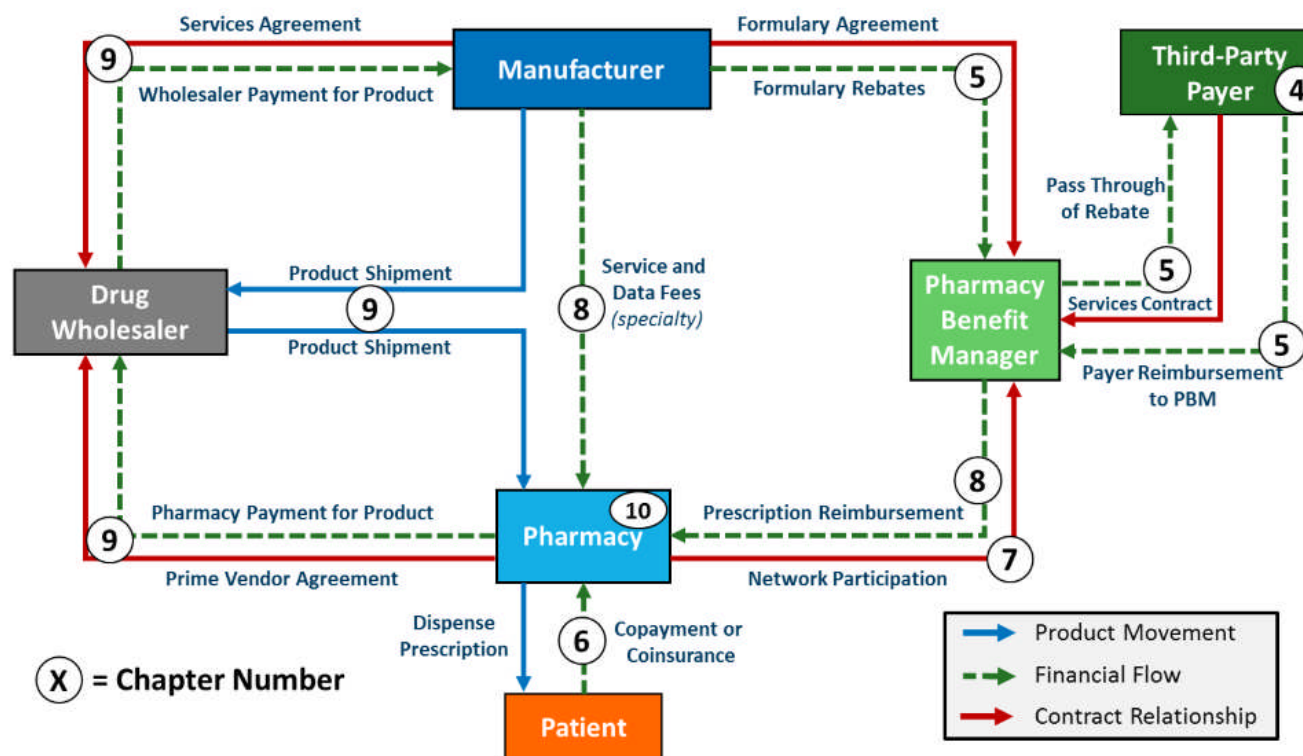 Services Agreement
Formulary Agreement
9
Manufacturer
5
Third-Party
Payer
4
Wholesaler Payment for Product
Formulary Rebates
Pass Through
of Rebate
Product Shipment
Service and
Data Fees
(specialty)
Drug
Wholesaler
9
8
Product Shipment
Pharmacy
Benefit
Manager
5
Services Contract
5
Payer Reimbursement
to PBM
Pharmacy Payment for Product
10
Prescription Reimbursement
8
9
Pharmacy
7
Prime Vendor Agreement
Network Participation
Dispense
Prescription
6
Copayment or
Coinsurance
X = Chapter Number
Patient
Product Movement
Financial Flow
Contract Relationship